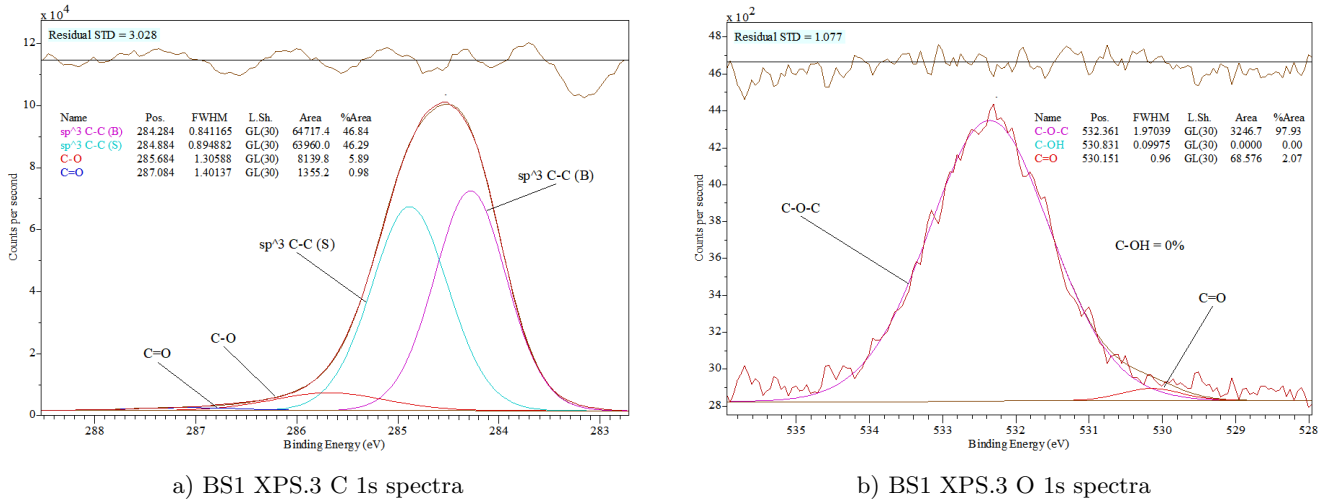 x 10^4
Residual STD = 3.028
12
10
8
6
4
2
0
Counts per second
Name Pos. FWHM L.Sh. Area %Area
sp^3 C-C (B) 284.284 0.841165 GL(30) 64717.4 46.84
sp^3 C-C (S) 284.884 0.894882 GL(30) 63960.0 46.29
C-O 285.684 1.30588 GL(30) 8139.8 5.89
C=O 287.084 1.40137 GL(30) 1355.2 0.98
sp^3 C-C (B)
sp^3 C-C (S)
C-O
C=O
288 287 286 285 284 283
Binding Energy (eV)
a) BS1 XPS.3 C 1s spectra
x 10^2
Residual STD = 1.077
48
46
44
42
40
38
36
34
32
30
28
Counts per second
Name Pos. FWHM L.Sh. Area %Area
C-O-C 532.361 1.97039 GL(30) 3246.7 97.93
C-OH 530.831 0.09975 GL(30) 0.0000 0.00
C=O 530.151 0.96 GL(30) 68.576 2.07
C-O-C
C-OH = 0%
C=O
535 534 533 532 531 530 529 528
Binding Energy (eV)
b) BS1 XPS.3 O 1s spectra